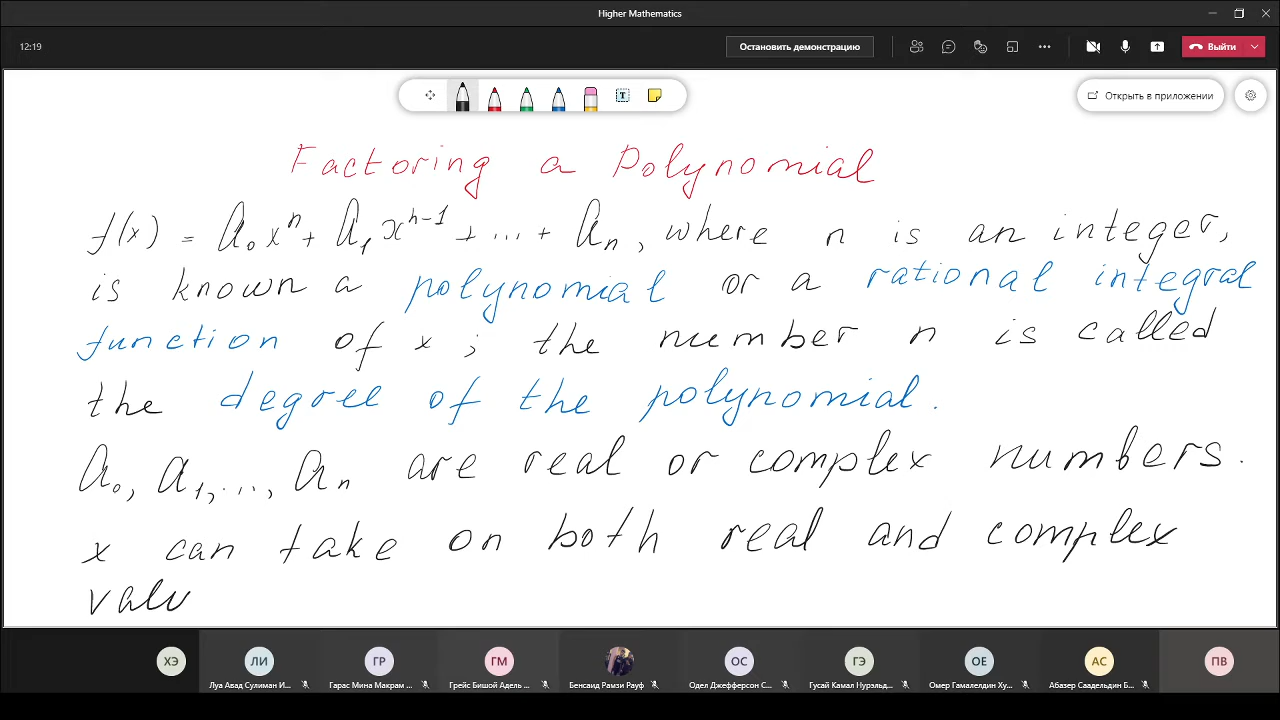 Higher Mathematics
12:19
Остановить демонстрацию
Выйти
Открыть в приложении
Factoring a Polynomial
f(x) = a₀xⁿ + a₁xⁿ⁻¹ + ... + aₙ, where n is an integer,
is known a polynomial or a rational integral
function of x ; the number n is called
the degree of the polynomial.
a₀, a₁, ..., aₙ are real or complex numbers.
x can take on both real and complex
valu
ХЭ ЛИ ГР ГМ ОС ГЭ ОЕ АС ПВ
Луа Авад Сулиман И... Гарас Мина Макрам ... Грейс Бишой Адель ... Бенсаид Рамзи Рауф Одел Джефферсон С... Гусай Камал Нурэльд... Омер Гамалелдин Ху... Абазер Саадельдин Б...